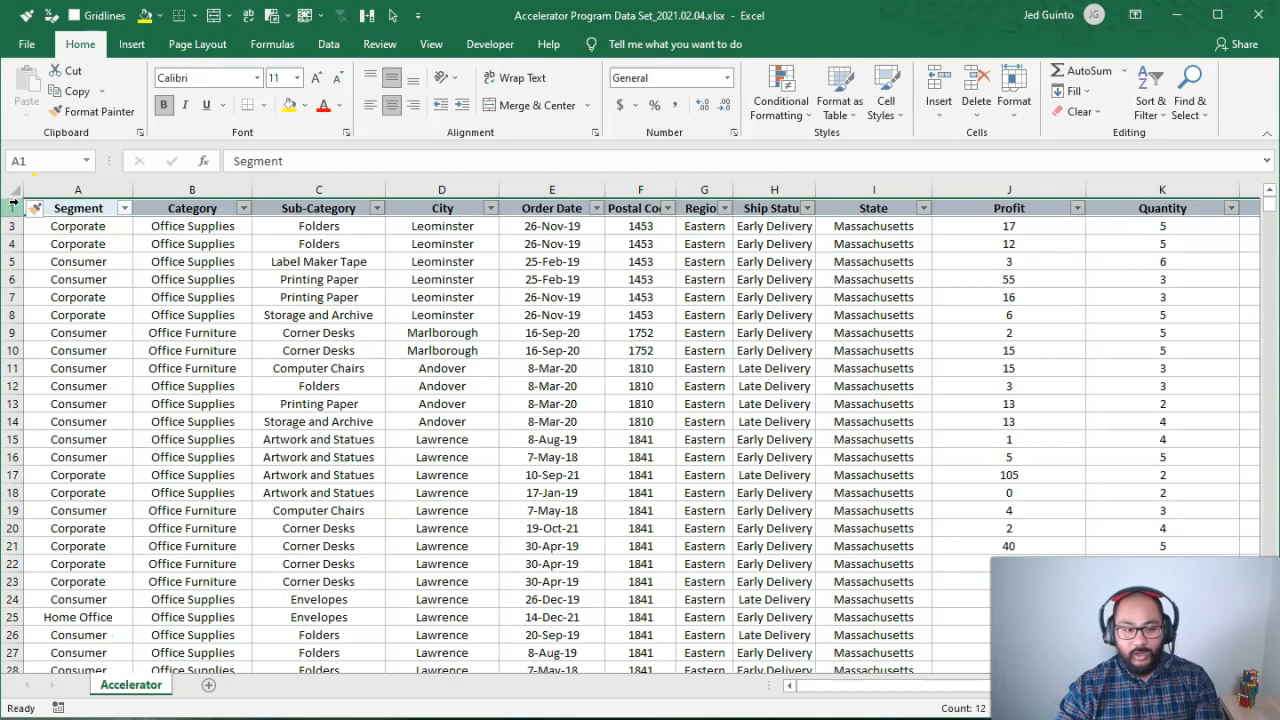 Gridlines
Accelerator Program Data Set_2021.02.04.xlsx - Excel
Jed Guinto JG
File Home Insert Page Layout Formulas Data Review View Developer Help Tell me what you want to do Share
Paste Cut
Copy
Format Painter
Clipboard
Calibri 11
B I U A
Font
Wrap Text
Merge & Center
Alignment
General
$ % ,
Number
Conditional Formatting
Format as Table
Cell Styles
Styles
Insert Delete Format
Cells
AutoSum
Fill
Clear
Sort & Filter
Find & Select
Editing
A1 fx Segment
A B C D E F G H I J K
1 Segment Category Sub-Category City Order Date Postal Co Regio Ship Statu State Profit Quantity
3 Corporate Office Supplies Folders Leominster 26-Nov-19 1453 Eastern Early Delivery Massachusetts 17 5
4 Corporate Office Supplies Folders Leominster 26-Nov-19 1453 Eastern Early Delivery Massachusetts 12 5
5 Consumer Office Supplies Label Maker Tape Leominster 25-Feb-19 1453 Eastern Early Delivery Massachusetts 3 6
6 Consumer Office Supplies Printing Paper Leominster 25-Feb-19 1453 Eastern Early Delivery Massachusetts 55 3
7 Corporate Office Supplies Printing Paper Leominster 26-Nov-19 1453 Eastern Early Delivery Massachusetts 16 3
8 Corporate Office Supplies Storage and Archive Leominster 26-Nov-19 1453 Eastern Early Delivery Massachusetts 6 5
9 Consumer Office Furniture Corner Desks Marlborough 16-Sep-20 1752 Eastern Early Delivery Massachusetts 2 5
10 Consumer Office Furniture Corner Desks Marlborough 16-Sep-20 1752 Eastern Early Delivery Massachusetts 15 5
11 Consumer Office Furniture Computer Chairs Andover 8-Mar-20 1810 Eastern Late Delivery Massachusetts 15 3
12 Consumer Office Supplies Folders Andover 8-Mar-20 1810 Eastern Late Delivery Massachusetts 3 3
13 Consumer Office Supplies Printing Paper Andover 8-Mar-20 1810 Eastern Late Delivery Massachusetts 13 2
14 Consumer Office Supplies Storage and Archive Andover 8-Mar-20 1810 Eastern Late Delivery Massachusetts 13 4
15 Consumer Office Supplies Artwork and Statues Lawrence 8-Aug-19 1841 Eastern Early Delivery Massachusetts 1 4
16 Consumer Office Supplies Artwork and Statues Lawrence 7-May-18 1841 Eastern Early Delivery Massachusetts 5 5
17 Corporate Office Supplies Artwork and Statues Lawrence 10-Sep-21 1841 Eastern Late Delivery Massachusetts 105 2
18 Corporate Office Supplies Artwork and Statues Lawrence 17-Jan-19 1841 Eastern Early Delivery Massachusetts 0 2
19 Consumer Office Furniture Computer Chairs Lawrence 7-May-18 1841 Eastern Early Delivery Massachusetts 4 3
20 Corporate Office Furniture Corner Desks Lawrence 19-Oct-21 1841 Eastern Early Delivery Massachusetts 2 4
21 Corporate Office Furniture Corner Desks Lawrence 30-Apr-19 1841 Eastern Early Delivery Massachusetts 40 5
22 Corporate Office Furniture Corner Desks Lawrence 30-Apr-19 1841 Eastern Early Delivery Massachusetts
23 Corporate Office Furniture Corner Desks Lawrence 30-Apr-19 1841 Eastern Early Delivery Massachusetts
24 Consumer Office Supplies Envelopes Lawrence 26-Dec-19 1841 Eastern Late Delivery Massachusetts
25 Home Office Office Supplies Envelopes Lawrence 14-Dec-21 1841 Eastern Early Delivery Massachusetts
26 Consumer Office Supplies Folders Lawrence 20-Sep-19 1841 Eastern Late Delivery Massachusetts
27 Consumer Office Supplies Folders Lawrence 8-Aug-19 1841 Eastern Early Delivery Massachusetts
28 Consumer Office Supplies Folders Lawrence 7-May-18 1841 Eastern Early Delivery Massachusetts
Accelerator
Ready Count: 12